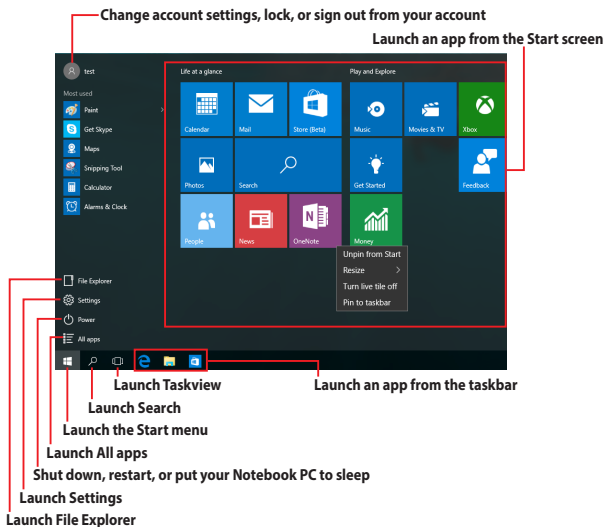 Change account settings, lock, or sign out from your account
Launch an app from the Start screen
test
Life at a glance
Play and Explore
Most used
Paint
Get Skype
Maps
Snipping Tool
Calculator
Alarms & Clock
Calendar
Mail
Store (Beta)
Music
Movies & TV
Xbox
Photos
Search
Get Started
Feedback
People
News
OneNote
Money
Unpin from Start
Resize
Turn live tile off
Pin to taskbar
File Explorer
Settings
Power
All apps
Launch Taskview
Launch an app from the taskbar
Launch Search
Launch the Start menu
Launch All apps
Shut down, restart, or put your Notebook PC to sleep
Launch Settings
Launch File Explorer